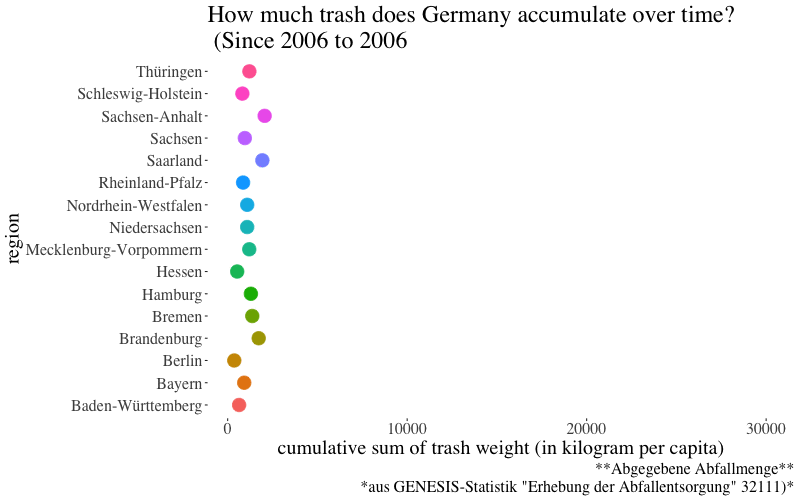 How much trash does Germany accumulate over time?
(Since 2006 to 2006
region
Thüringen
Schleswig-Holstein
Sachsen-Anhalt
Sachsen
Saarland
Rheinland-Pfalz
Nordrhein-Westfalen
Niedersachsen
Mecklenburg-Vorpommern
Hessen
Hamburg
Bremen
Brandenburg
Berlin
Bayern
Baden-Württemberg
0 10000 20000 30000
cumulative sum of trash weight (in kilogram per capita)
**Abgegebene Abfallmenge**
*aus GENESIS-Statistik "Erhebung der Abfallentsorgung" 32111)*